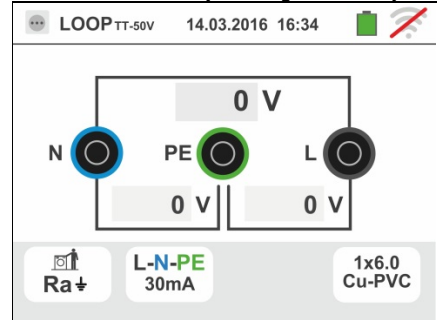 LOOP TT-50V 14.03.2016 16:34
0 V
N PE L
0 V 0 V
Ra
L-N-PE
30mA
1x6.0
Cu-PVC